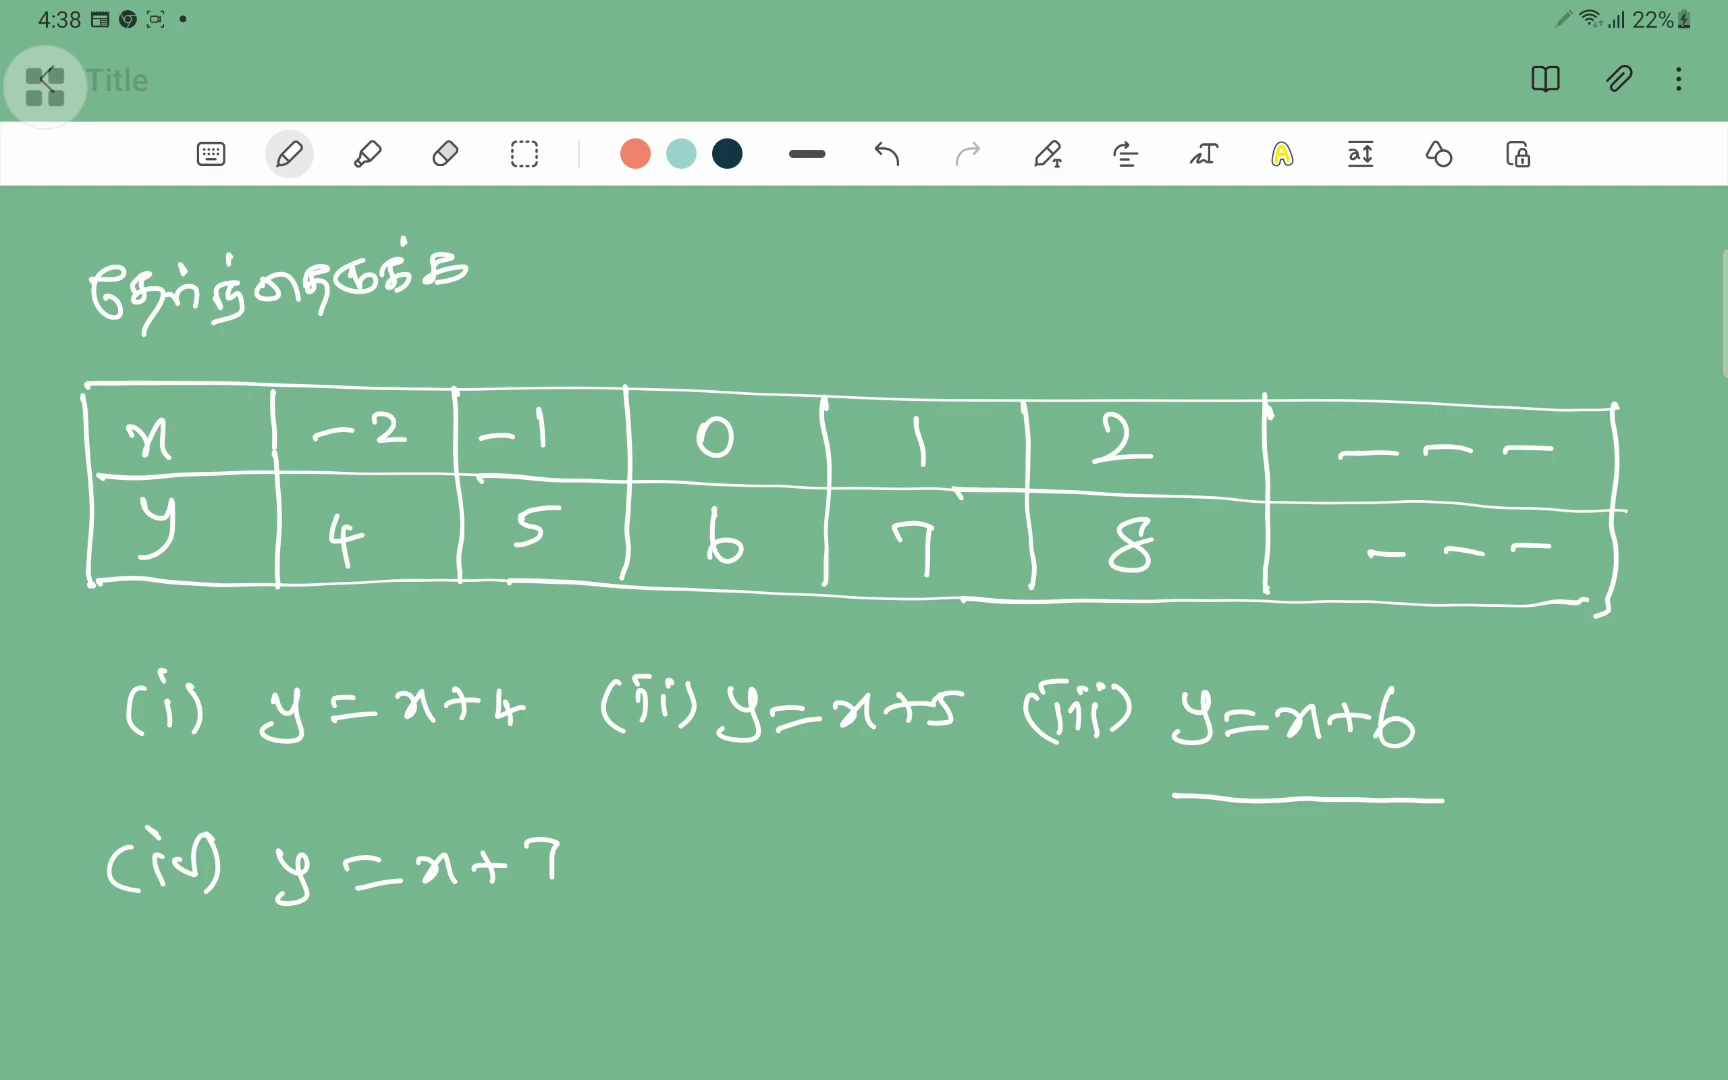 4:38 22%
Title
தேர்ந்தெடுக்க
x -2 -1 0 1 2 - - -
y 4 5 6 7 8 - - -
(i) y = x+4 (ii) y = x+5 (iii) y = x+6
(iv) y = x+7